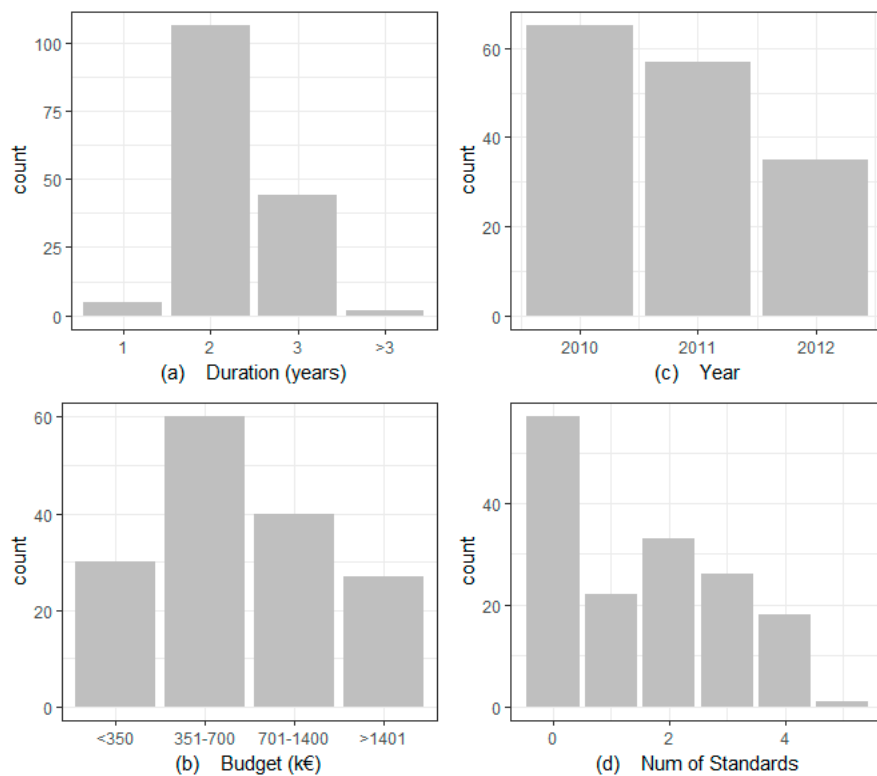 count
100
75
50
25
0
1 2 3 >3
(a) Duration (years)
count
60
40
20
0
2010 2011 2012
(c) Year
count
60
40
20
0
<350 351-700 701-1400 >1401
(b) Budget (k€)
count
40
20
0
0 2 4
(d) Num of Standards